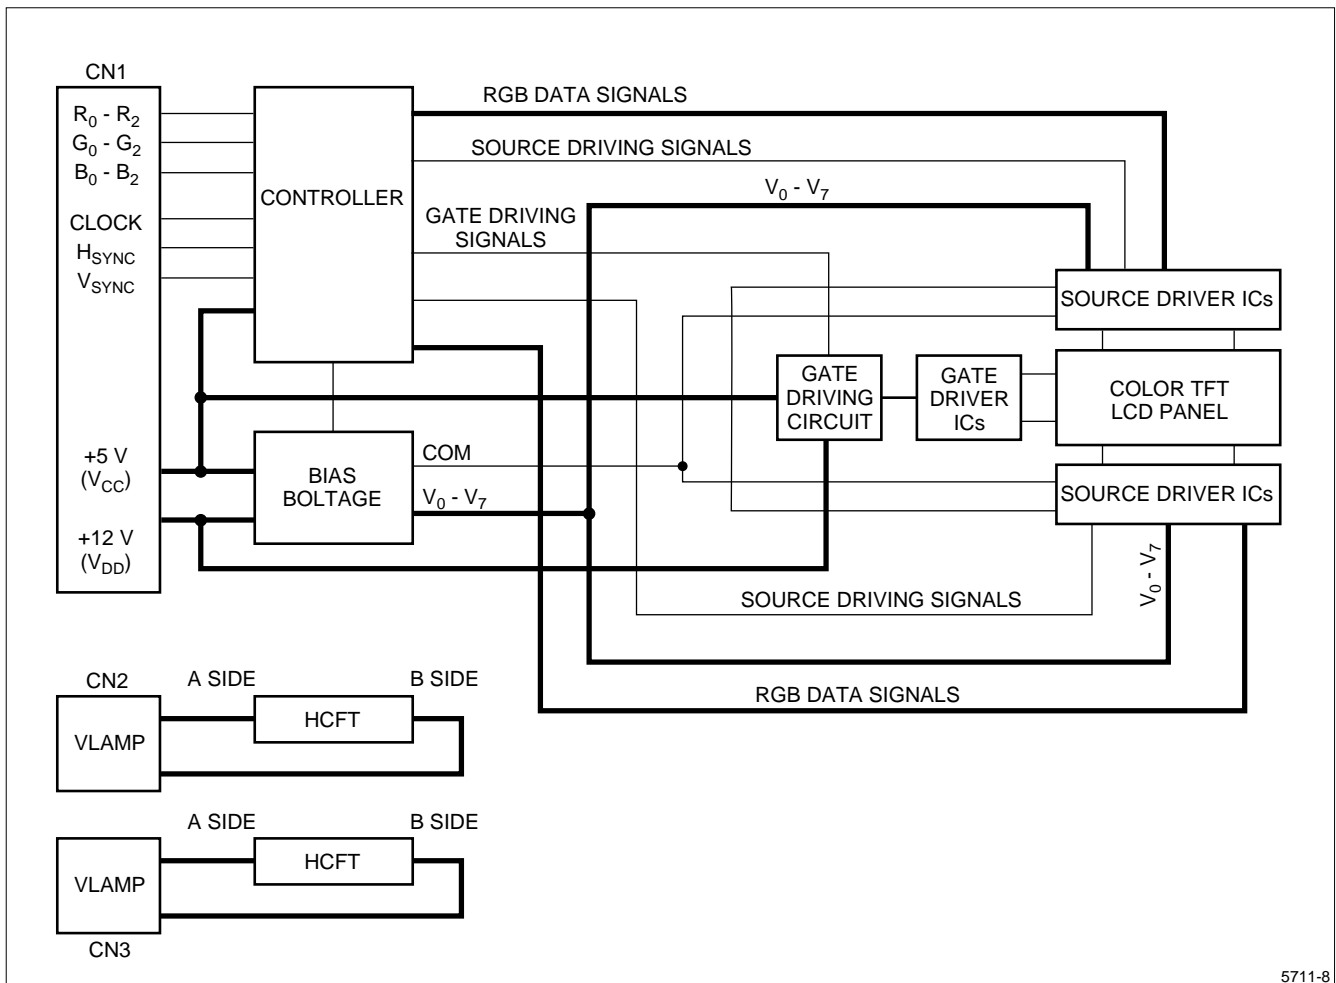 CN1
R0 - R2
G0 - G2
B0 - B2
CLOCK
HSYNC
VSYNC
+5 V
(VCC)
+12 V
(VDD)
CONTROLLER
BIAS
BOLTAGE
RGB DATA SIGNALS
SOURCE DRIVING SIGNALS
V0 - V7
GATE DRIVING
SIGNALS
COM
V0 - V7
GATE
DRIVING
CIRCUIT
GATE
DRIVER
ICs
SOURCE DRIVER ICs
COLOR TFT
LCD PANEL
SOURCE DRIVER ICs
V0 - V7
SOURCE DRIVING SIGNALS
RGB DATA SIGNALS
CN2
A SIDE
B SIDE
VLAMP
HCFT
A SIDE
B SIDE
VLAMP
HCFT
CN3
5711-8